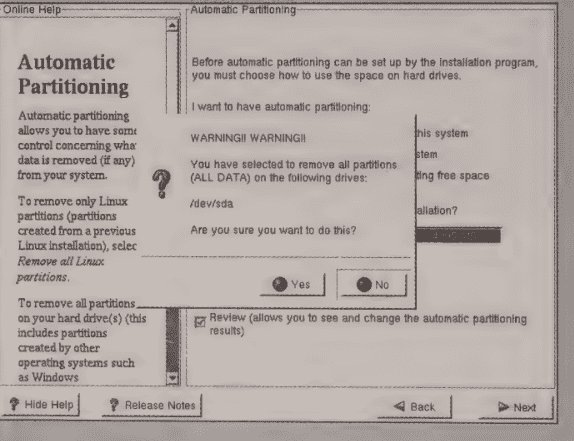 Online Help
Automatic Partitioning
Automatic
Partitioning
Automatic partitioning
allows you to have some
control concerning wha
data is removed (if any)
from your system.
To remove only Linux
partitions (partitions
created from a previous
Linux installation), selec
Remove all Linux
partitions.
To remove all partitions
on your hard drive(s) (this
includes partitions
created by other
operating systems such
as Windows
Before automatic partitioning can be set up by the installation program,
you must choose how to use the space on hard drives.
I want to have automatic partitioning:
his system
stem
ting free space
allation?
WARNING!! WARNING!!
You have selected to remove all partitions
(ALL DATA) on the following drives:
/dev/sda
Are you sure you want to do this?
Yes
No
Review (allows you to see and change the automatic partitioning
results)
Hide Help
Release Notes
Back
Next